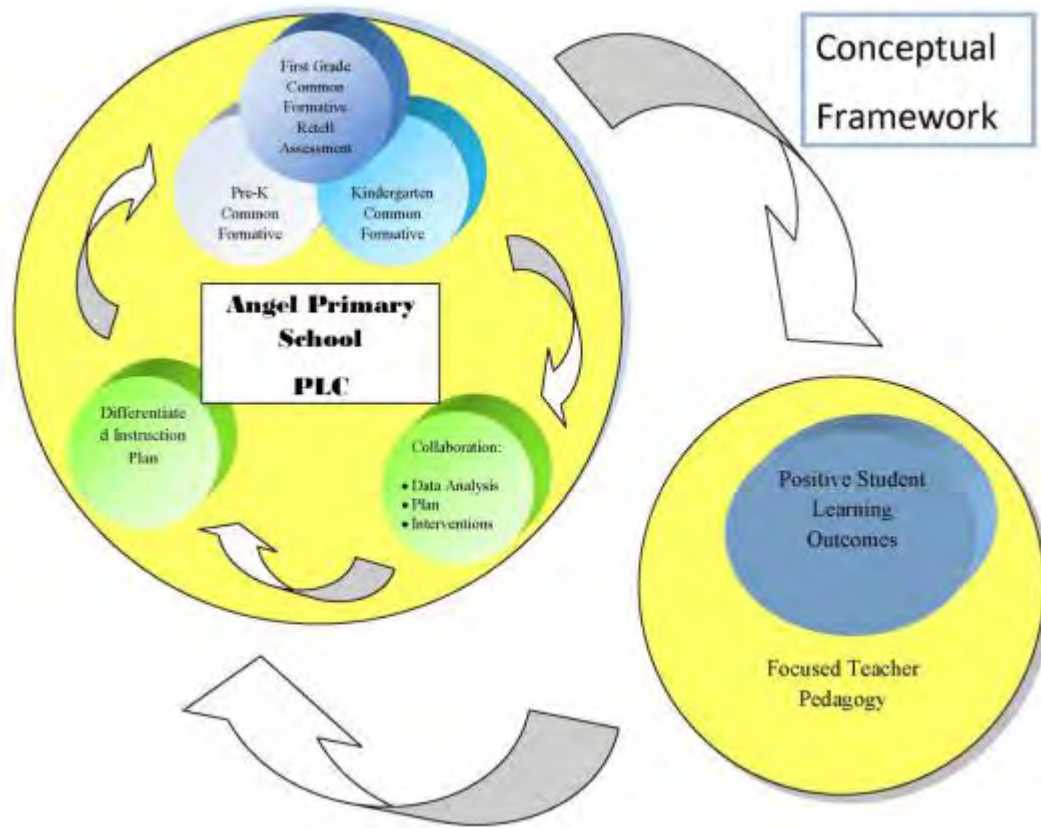 Conceptual
Framework
First Grade
Common
Formative
Retell
Assessment
Pre-K
Common
Formative
Kindergarten
Common
Formative
Angel Primary
School
PLC
Differentiate
d Instruction
Plan
Collaboration:
• Data Analysis
• Plan
• Interventions
Positive Student
Learning
Outcomes
Focused Teacher
Pedagogy